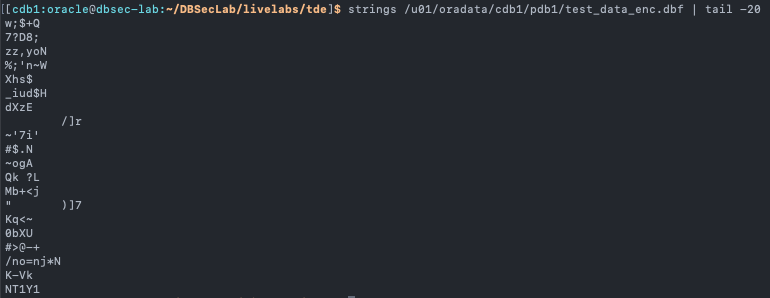 [[cdb1:oracle@dbsec-lab:~/DBSecLab/livelabs/tde]$ strings /u01/oradata/cdb1/pdb1/test_data_enc.dbf | tail -20
w;$+Q
7?D8;
zz,yoN
%;'n~W
Xhs$
_iud$H
dXzE
        /]r
~'7i'
#$.N
~ogA
Qk ?L
Mb+<j
"       )]7
Kq<~
0bXU
#>@-+
/no=nj*N
K-Vk
NT1Y1